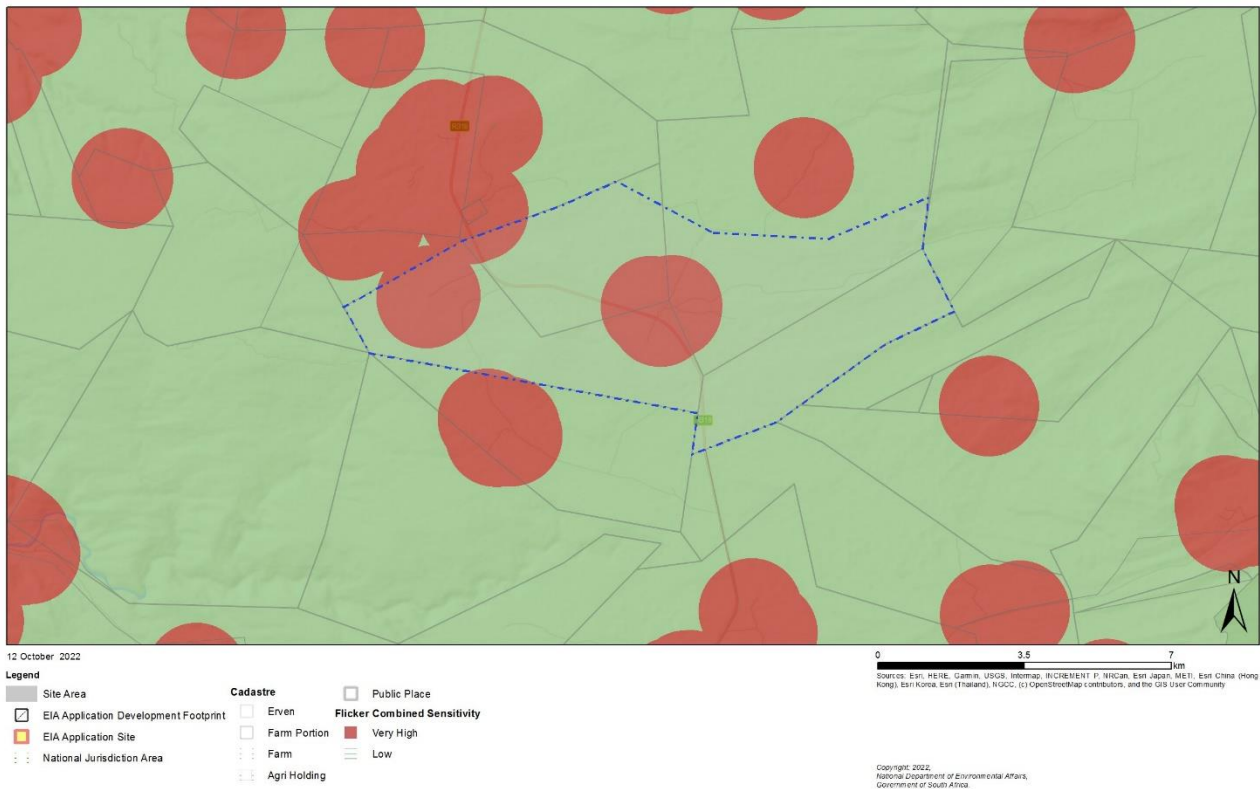 N
12 October 2022
0 3.5 7
km
Sources: Esri, HERE, Garmin, USGS, Intermap, INCREMENT P, NRCan, Esri Japan, METI, Esri China (Hong
Kong), Esri Korea, Esri (Thailand), NGCC, (c) OpenStreetMap contributors, and the GIS User Community
Legend
Site Area
EIA Application Development Footprint
EIA Application Site
National Jurisdiction Area
Cadastre
Erven
Farm Portion
Farm
Agri Holding
Public Place
Flicker Combined Sensitivity
Very High
Low
Copyright: 2022,
National Department of Environmental Affairs,
Government of South Africa.